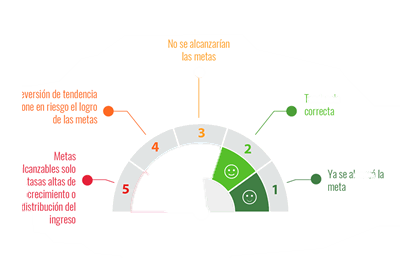 No se alcanzarían
las metas
eversión de tendencia
one en riesgo el logro
de las metas
correcta
Metas
lcanzables solo
tasas altas de
crecimiento o
distribución del
ingreso
Ya se la
meta
5
4
3
2
1